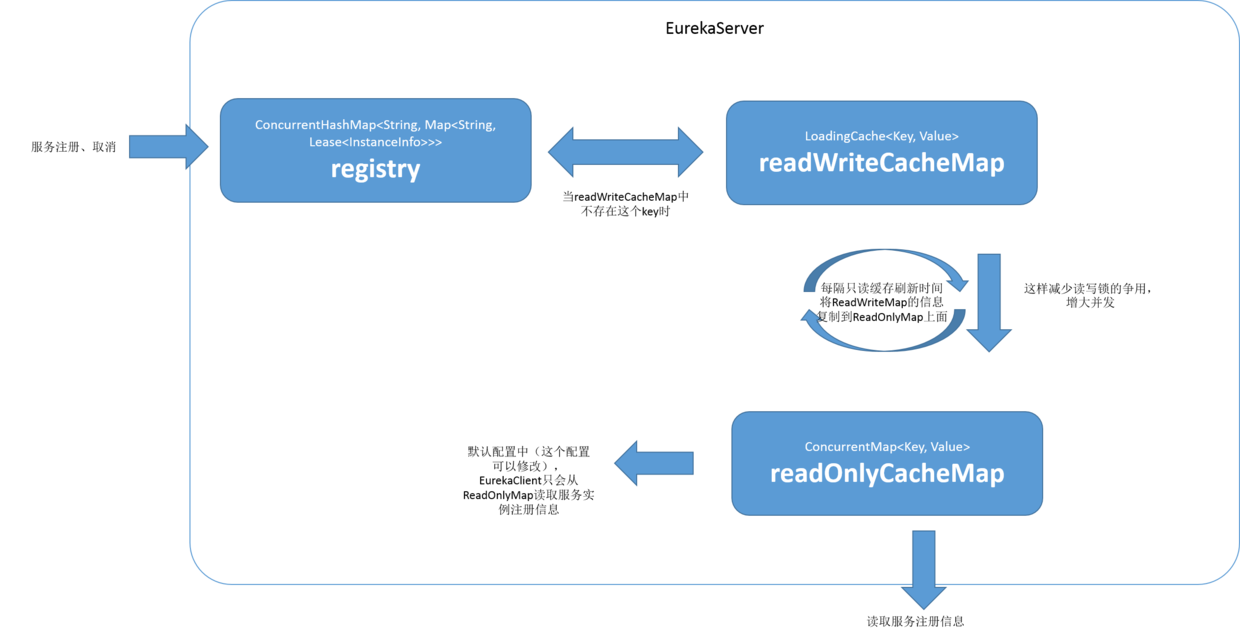 EurekaServer
ConcurrentHashMap<String, Map<String,
Lease<InstanceInfo>>>
registry
服务注册、取消
LoadingCache<Key, Value>
readWriteCacheMap
当readWriteCacheMap中
不存在这个key时
每隔只读缓存刷新时间
将ReadWriteMap的信息
复制到ReadOnlyMap上面
这样减少读写锁的争用，
增大并发
默认配置中（这个配置
可以修改），
EurekaClient只会从
ReadOnlyMap读取服务实
例注册信息
ConcurrentMap<Key, Value>
readOnlyCacheMap
读取服务注册信息